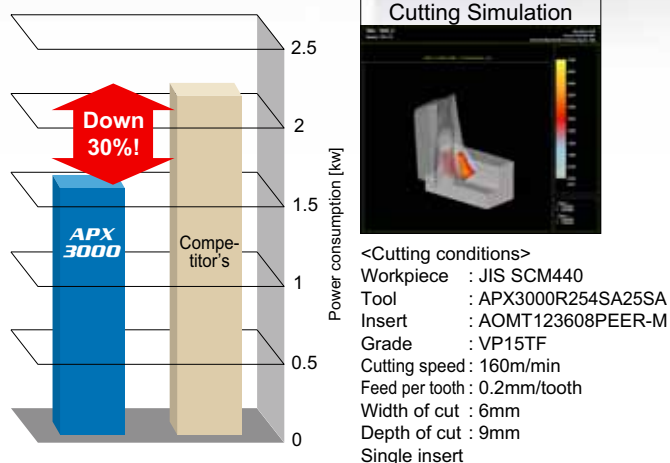 Cutting Simulation
2.5
2
1.5
1
0.5
0
Power consumption [kw]
Down
30%!
APX
3000
Compe-
titor's
<Cutting conditions>
Workpiece : JIS SCM440
Tool : APX3000R254SA25SA
Insert : AOMT123608PEER-M
Grade : VP15TF
Cutting speed : 160m/min
Feed per tooth : 0.2mm/tooth
Width of cut : 6mm
Depth of cut : 9mm
Single insert